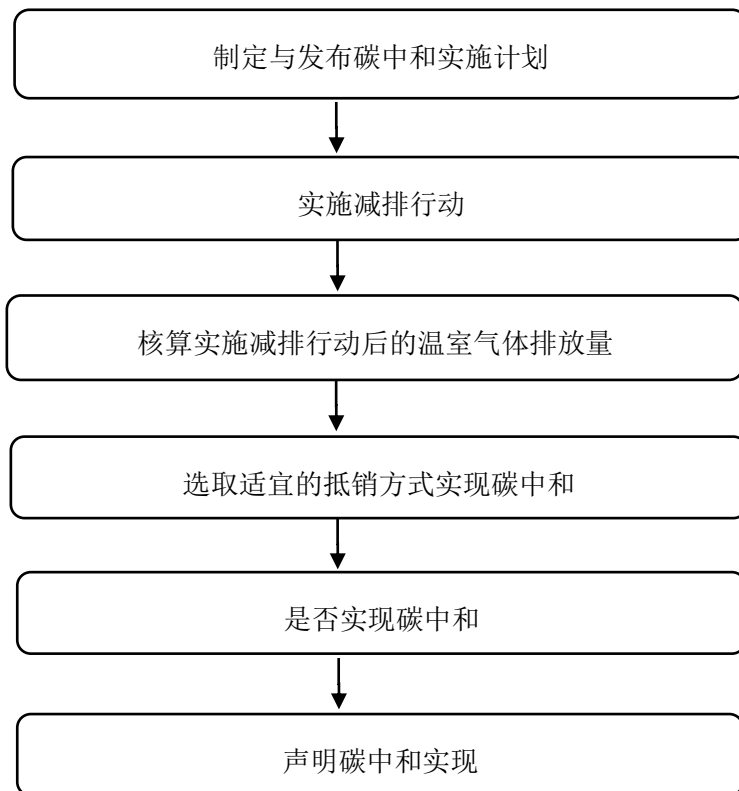 制定与发布碳中和实施计划
实施减排行动
核算实施减排行动后的温室气体排放量
选取适宜的抵销方式实现碳中和
是否实现碳中和
声明碳中和实现